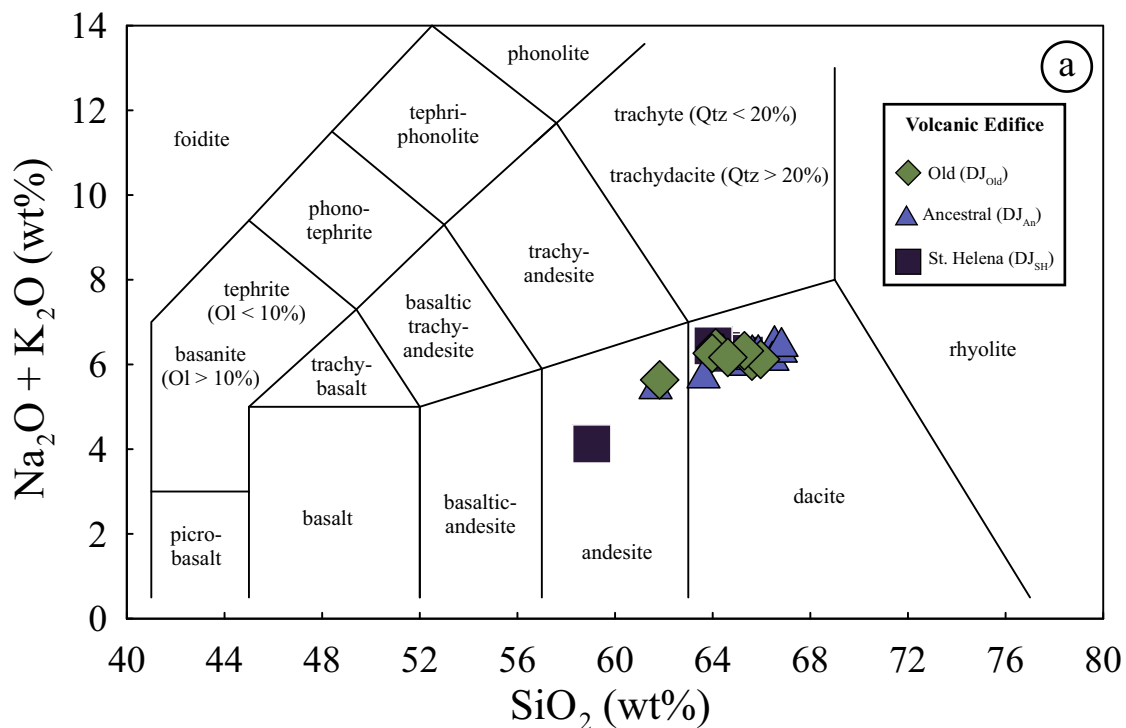 a
Na₂O + K₂O (wt%)
14
12
10
8
6
4
2
0
40
44
48
52
56
60
64
68
72
76
80
SiO₂ (wt%)
foidite
phonolite
tephri-
phonolite
phono-
tephrite
tephrite
(Ol < 10%)
basanite
(Ol > 10%)
trachy-
basalt
basaltic
trachy-
andesite
trachy-
andesite
trachyte (Qtz < 20%)
trachydacite (Qtz > 20%)
picro-
basalt
basalt
basaltic-
andesite
andesite
dacite
rhyolite
Volcanic Edifice
Old (DJ_Old)
Ancestral (DJ_An)
St. Helena (DJ_SH)